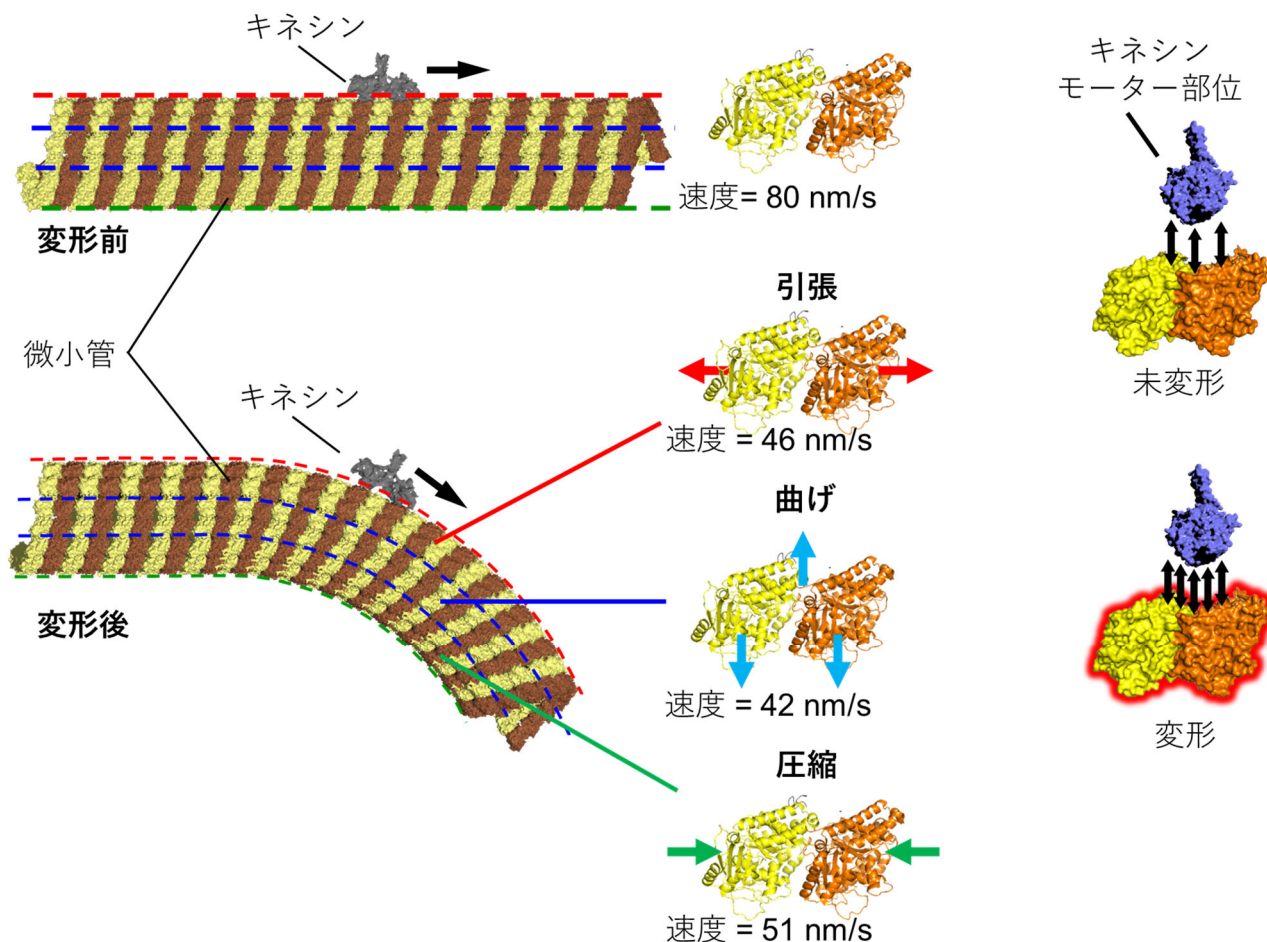 キネシン
速度= 80 nm/s
変形前
微小管
キネシン
変形後
引張
速度 = 46 nm/s
曲げ
速度 = 42 nm/s
圧縮
速度 = 51 nm/s
キネシン
モーター部位
未変形
変形